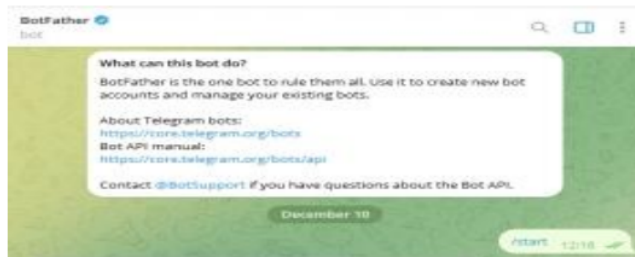 BotFather
bot
What can this bot do?
BotFather is the one bot to rule them all. Use it to create new bot
accounts and manage your existing bots.
About Telegram bots:
https://core.telegram.org/bots
Bot API manual:
https://core.telegram.org/bots/api
Contact @BotSupport if you have questions about the Bot API.
December 10
/start 12:16